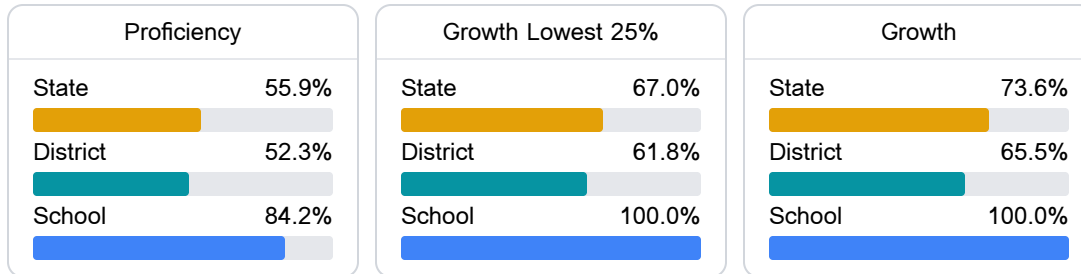 Proficiency
State 55.9%
District 52.3%
School 84.2%
Growth Lowest 25%
State 67.0%
District 61.8%
School 100.0%
Growth
State 73.6%
District 65.5%
School 100.0%